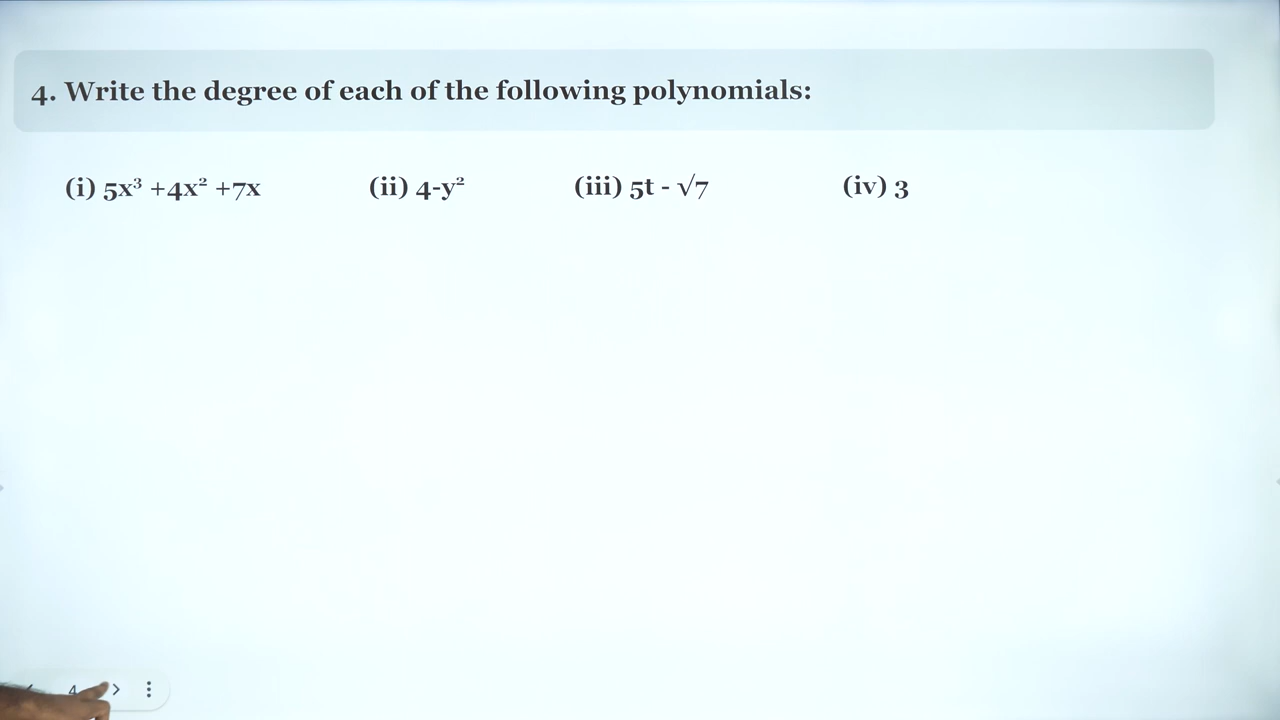 4. Write the degree of each of the following polynomials:
(i) 5x³ +4x² +7x (ii) 4-y² (iii) 5t - √7 (iv) 3
4